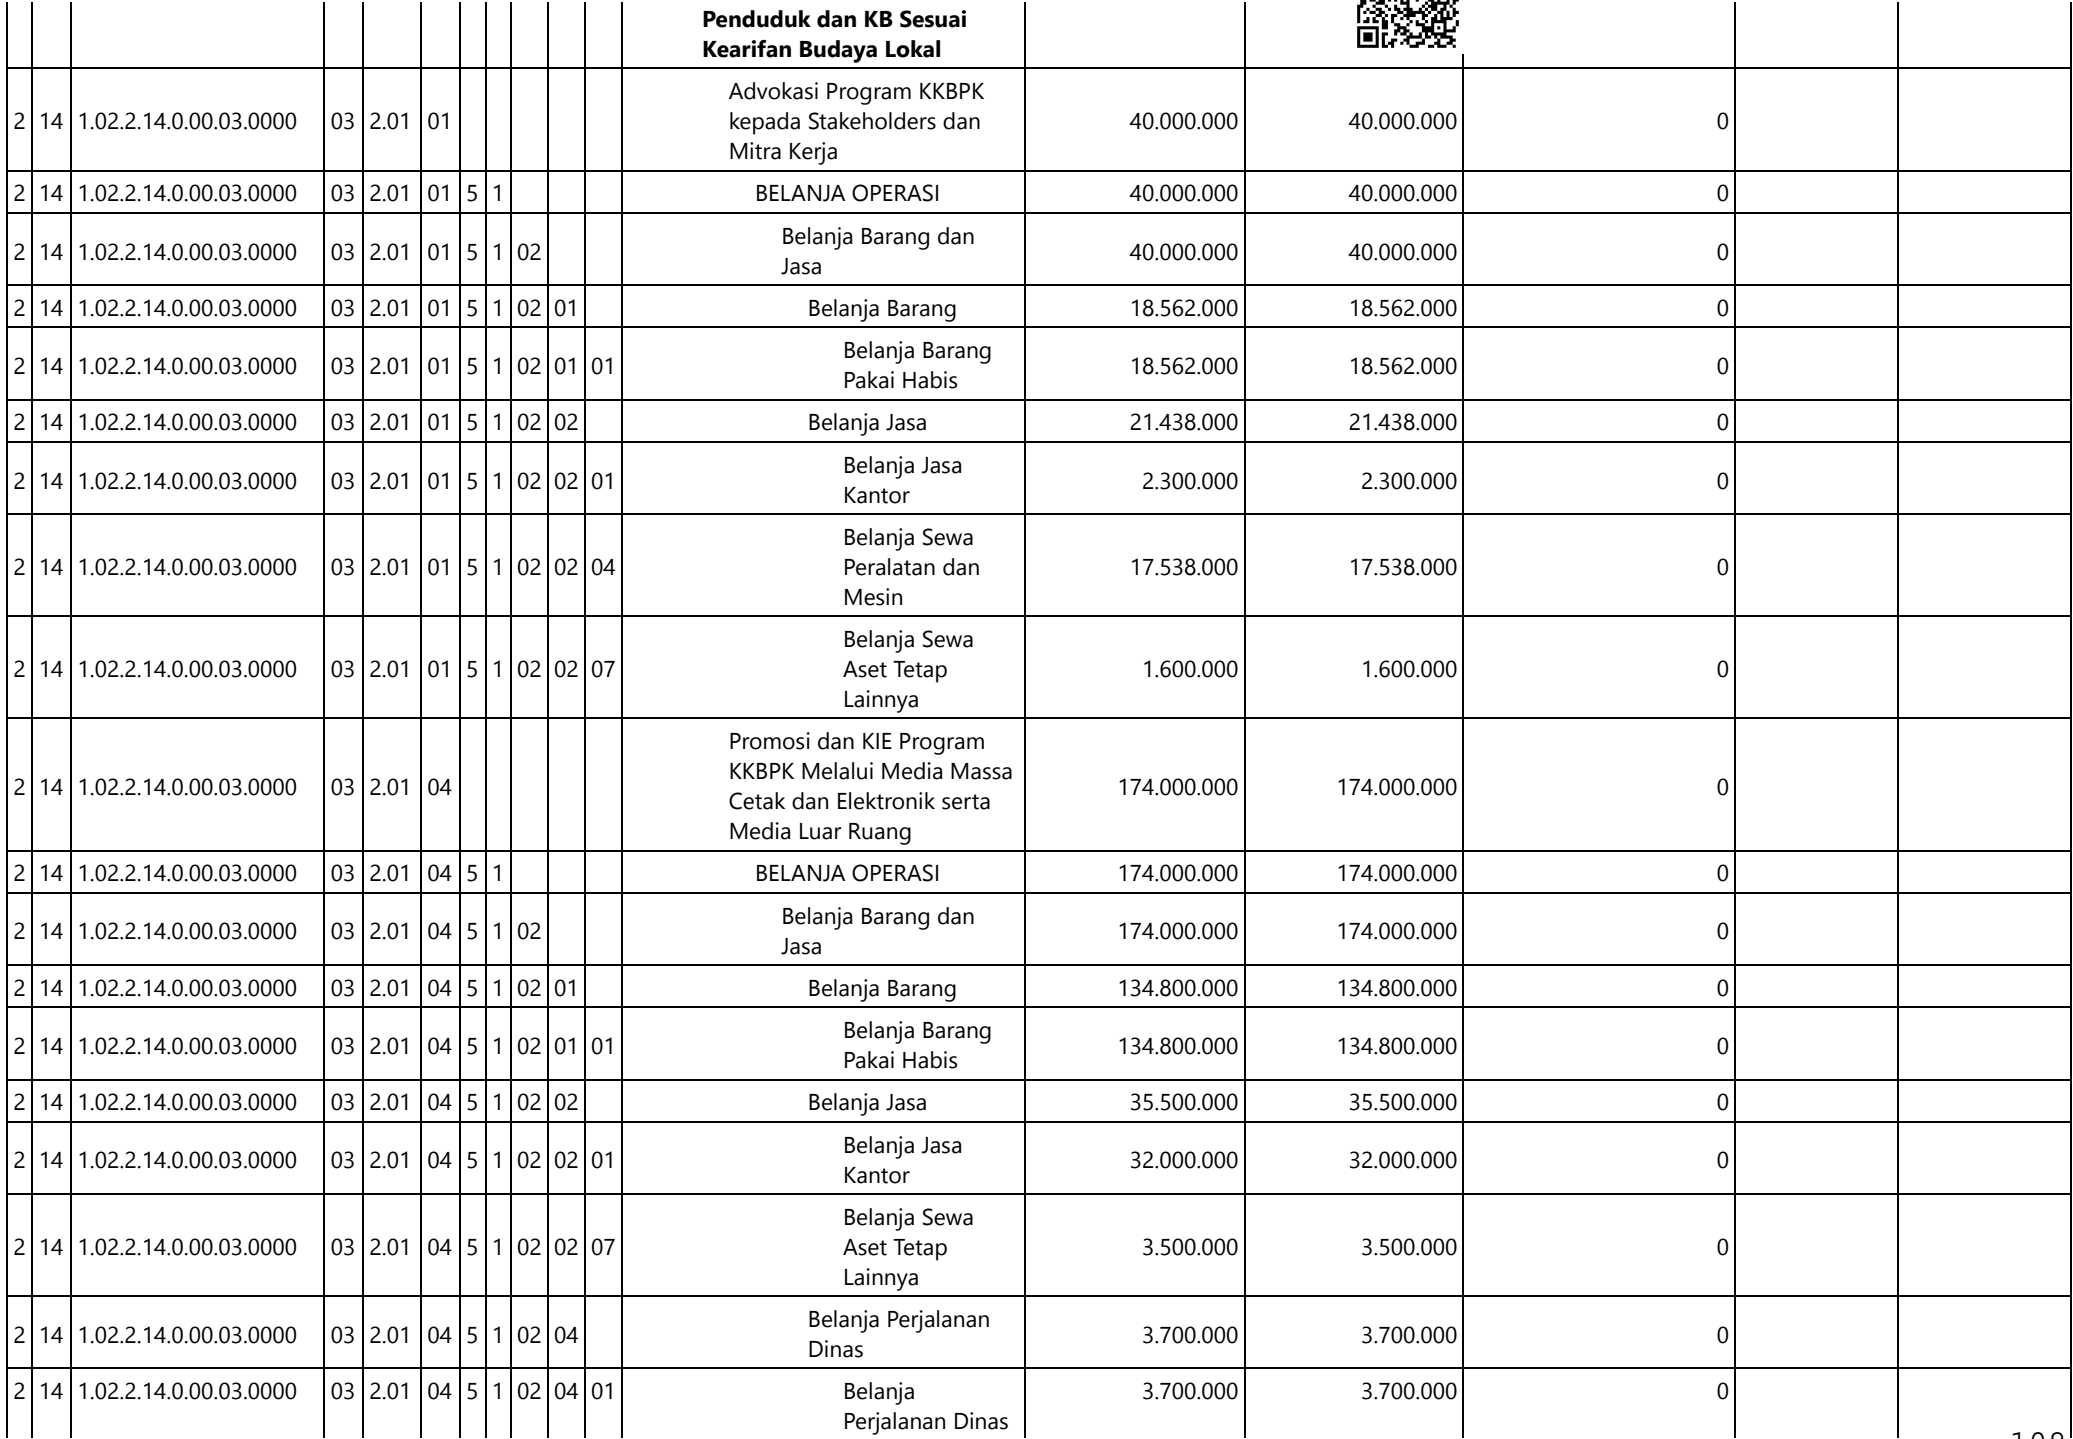 Penduduk dan KB Sesuai
Kearifan Budaya Lokal
2 14 1.02.2.14.0.00.03.0000 03 2.01 01 Advokasi Program KKBPK
kepada Stakeholders dan
Mitra Kerja 40.000.000 40.000.000 0
2 14 1.02.2.14.0.00.03.0000 03 2.01 01 5 1 BELANJA OPERASI 40.000.000 40.000.000 0
2 14 1.02.2.14.0.00.03.0000 03 2.01 01 5 1 02 Belanja Barang dan
Jasa 40.000.000 40.000.000 0
2 14 1.02.2.14.0.00.03.0000 03 2.01 01 5 1 02 01 Belanja Barang 18.562.000 18.562.000 0
2 14 1.02.2.14.0.00.03.0000 03 2.01 01 5 1 02 01 01 Belanja Barang
Pakai Habis 18.562.000 18.562.000 0
2 14 1.02.2.14.0.00.03.0000 03 2.01 01 5 1 02 02 Belanja Jasa 21.438.000 21.438.000 0
2 14 1.02.2.14.0.00.03.0000 03 2.01 01 5 1 02 02 01 Belanja Jasa
Kantor 2.300.000 2.300.000 0
2 14 1.02.2.14.0.00.03.0000 03 2.01 01 5 1 02 02 04 Belanja Sewa
Peralatan dan
Mesin 17.538.000 17.538.000 0
2 14 1.02.2.14.0.00.03.0000 03 2.01 01 5 1 02 02 07 Belanja Sewa
Aset Tetap
Lainnya 1.600.000 1.600.000 0
2 14 1.02.2.14.0.00.03.0000 03 2.01 04 Promosi dan KIE Program
KKBPK Melalui Media Massa
Cetak dan Elektronik serta
Media Luar Ruang 174.000.000 174.000.000 0
2 14 1.02.2.14.0.00.03.0000 03 2.01 04 5 1 BELANJA OPERASI 174.000.000 174.000.000 0
2 14 1.02.2.14.0.00.03.0000 03 2.01 04 5 1 02 Belanja Barang dan
Jasa 174.000.000 174.000.000 0
2 14 1.02.2.14.0.00.03.0000 03 2.01 04 5 1 02 01 Belanja Barang 134.800.000 134.800.000 0
2 14 1.02.2.14.0.00.03.0000 03 2.01 04 5 1 02 01 01 Belanja Barang
Pakai Habis 134.800.000 134.800.000 0
2 14 1.02.2.14.0.00.03.0000 03 2.01 04 5 1 02 02 Belanja Jasa 35.500.000 35.500.000 0
2 14 1.02.2.14.0.00.03.0000 03 2.01 04 5 1 02 02 01 Belanja Jasa
Kantor 32.000.000 32.000.000 0
2 14 1.02.2.14.0.00.03.0000 03 2.01 04 5 1 02 02 07 Belanja Sewa
Aset Tetap
Lainnya 3.500.000 3.500.000 0
2 14 1.02.2.14.0.00.03.0000 03 2.01 04 5 1 02 04 Belanja Perjalanan
Dinas 3.700.000 3.700.000 0
2 14 1.02.2.14.0.00.03.0000 03 2.01 04 5 1 02 04 01 Belanja 3.700.000 3.700.000 0
Perjalanan Dinas